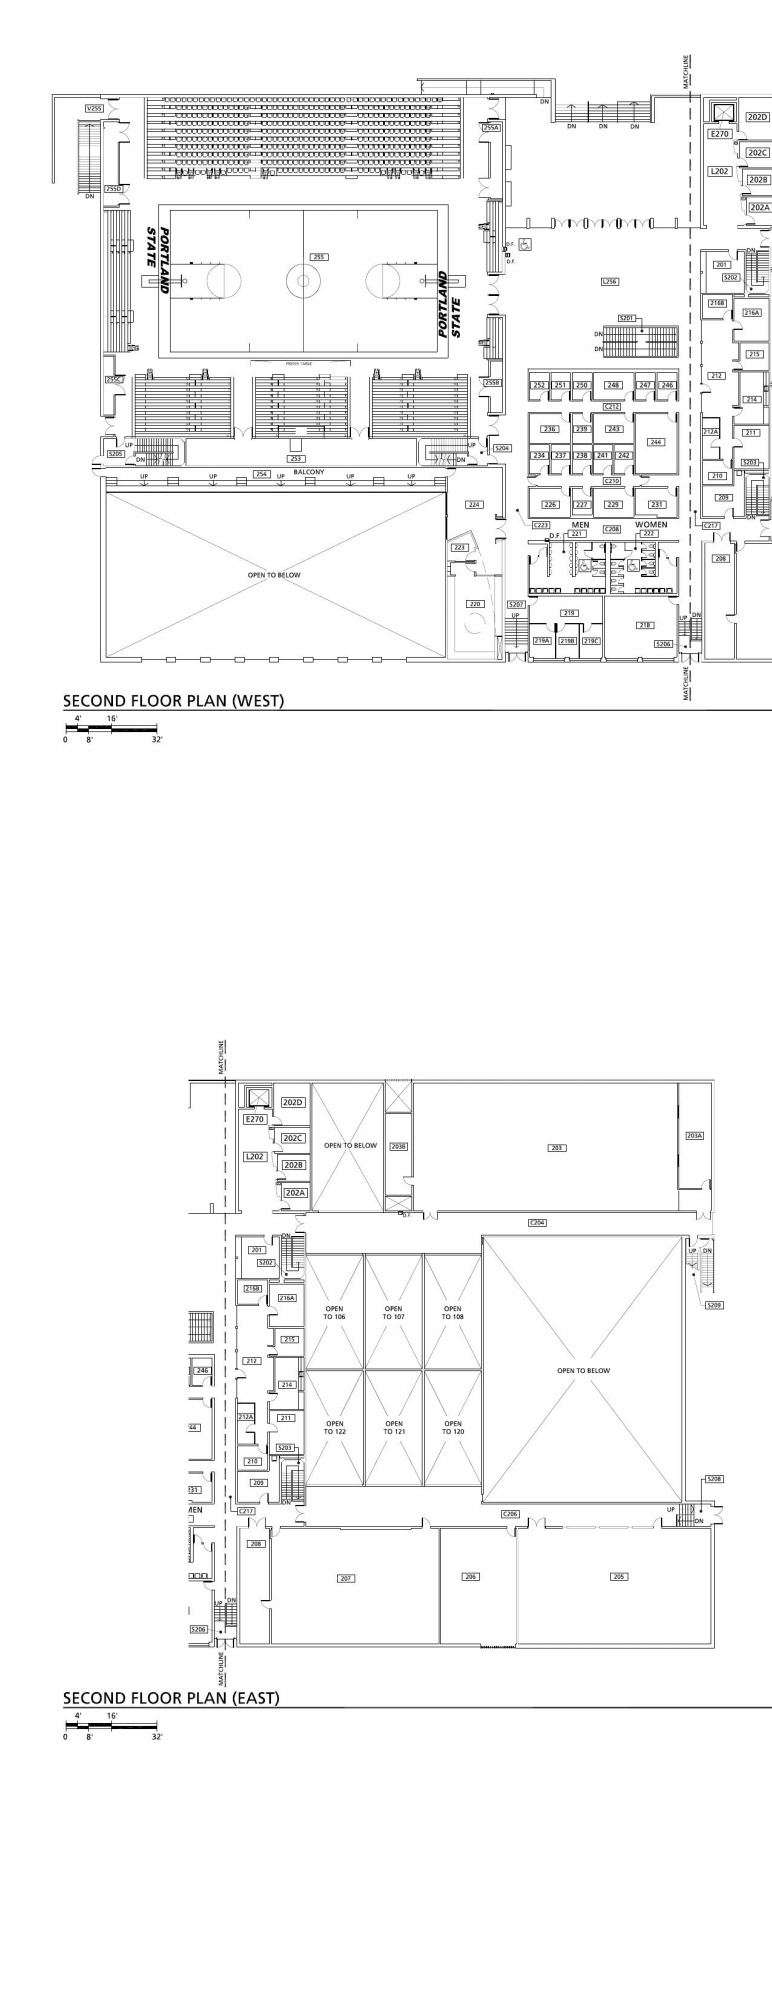 MATCHLINE
V255
255A
DN
DN
DN
DN
202D
E270
202C
L202
202B
202A
DN
255D
PORTLAND
STATE
255
PORTLAND
STATE
D.F.
D.F.
L256
S201
DN
DN
201
DN
S202
216B
216A
215
212
214
212A
211
210
S203
209
DN
PRESS TABLE
255C
255B
252
251
250
248
247
246
C212
236
239
243
244
234
237
238
241
242
C210
226
227
229
231
S205
UP
DN
253
UP
DN
S204
254
BALCONY
UP
UP
UP
UP
UP
224
C223
MEN
C208
WOMEN
D.F.
221
222
C217
208
223
OPEN TO BELOW
220
S207
UP
219
218
219A
219B
219C
UP
DN
S206
MATCHLINE
SECOND FLOOR PLAN (WEST)
4'
16'
0
8'
32'
MATCHLINE
202D
E270
202C
L202
202B
202A
OPEN TO BELOW
203B
203
203A
D.F.
C204
DN
201
S202
UP
DN
S209
216B
216A
OPEN
TO 106
OPEN
TO 107
OPEN
TO 108
215
212
246
214
OPEN TO BELOW
212A
211
44
OPEN
TO 122
OPEN
TO 121
OPEN
TO 120
S203
210
209
231
DN
S208
MEN
C217
C206
UP
DN
208
207
206
205
UP
DN
S206
MATCHLINE
SECOND FLOOR PLAN (EAST)
4'
16'
0
8'
32'